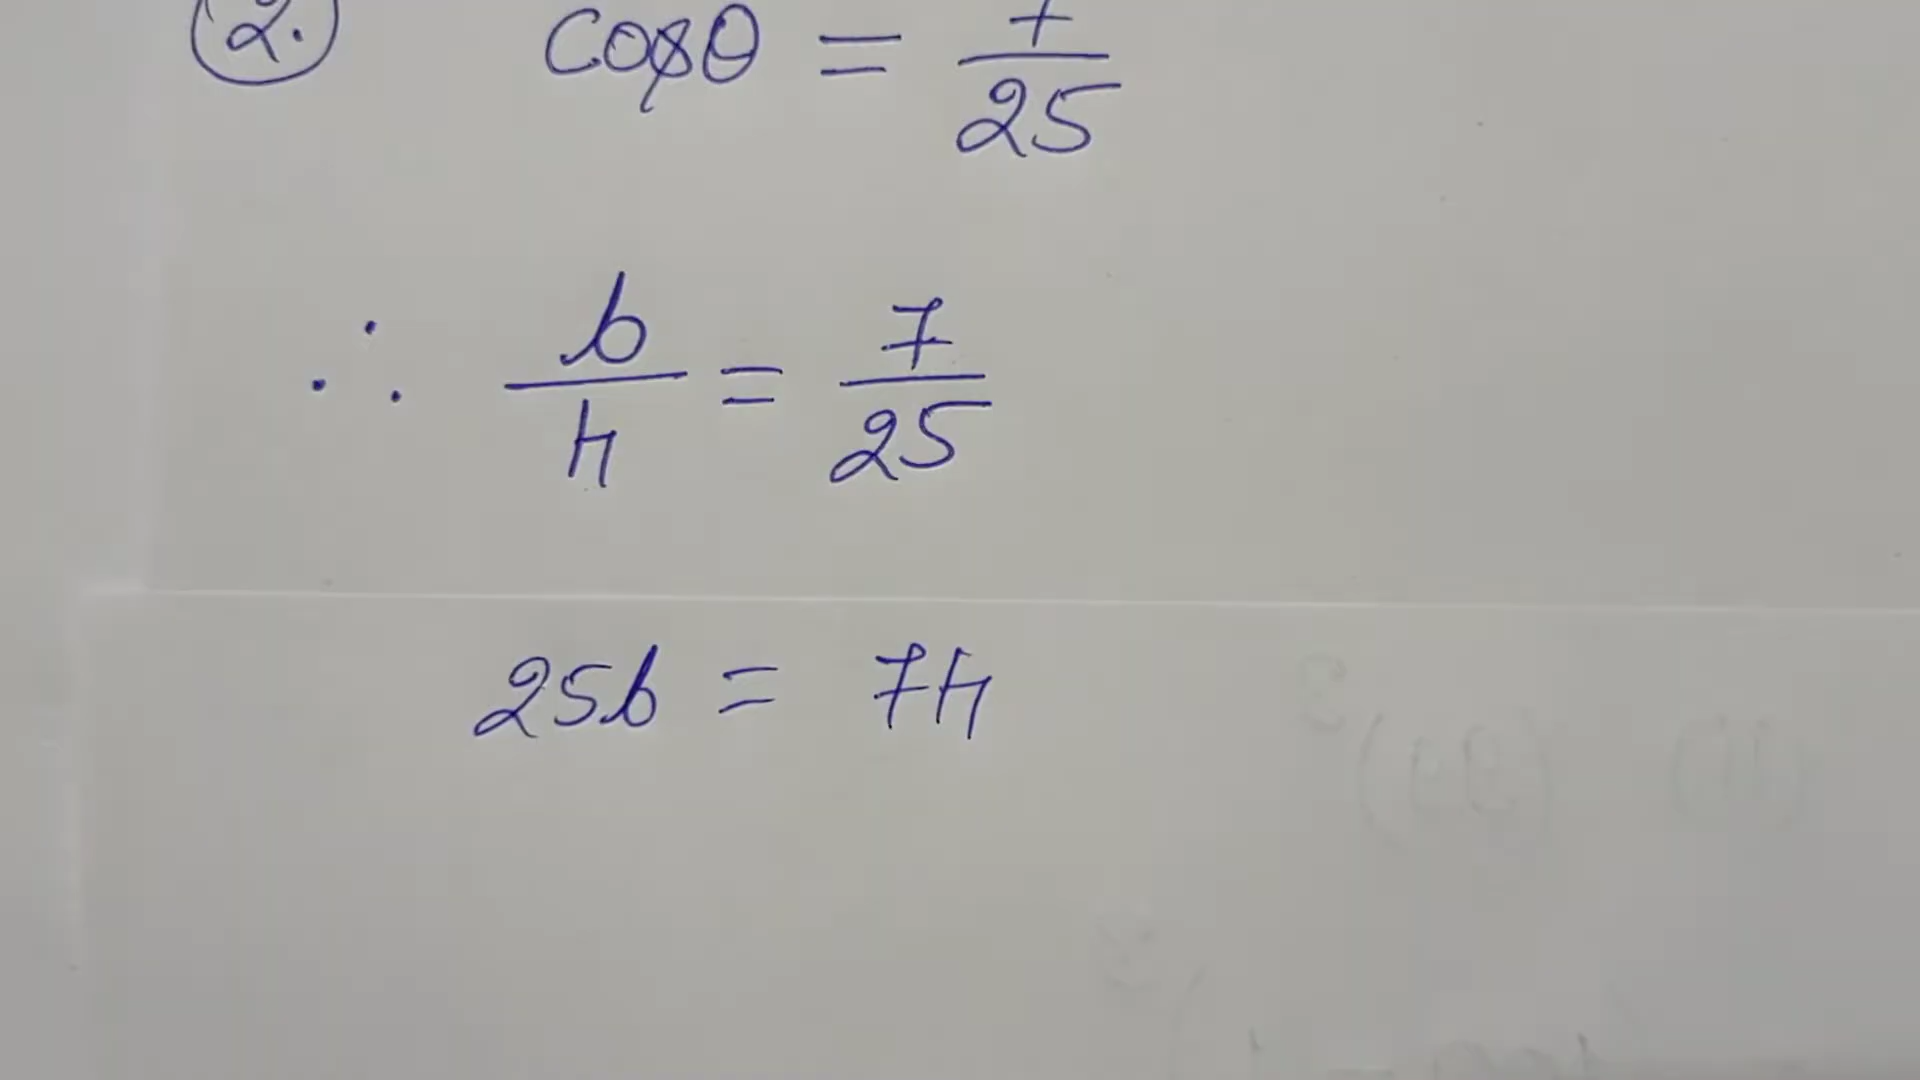 2. cosθ = 7/25
∴ b/h = 7/25
25b = 7h